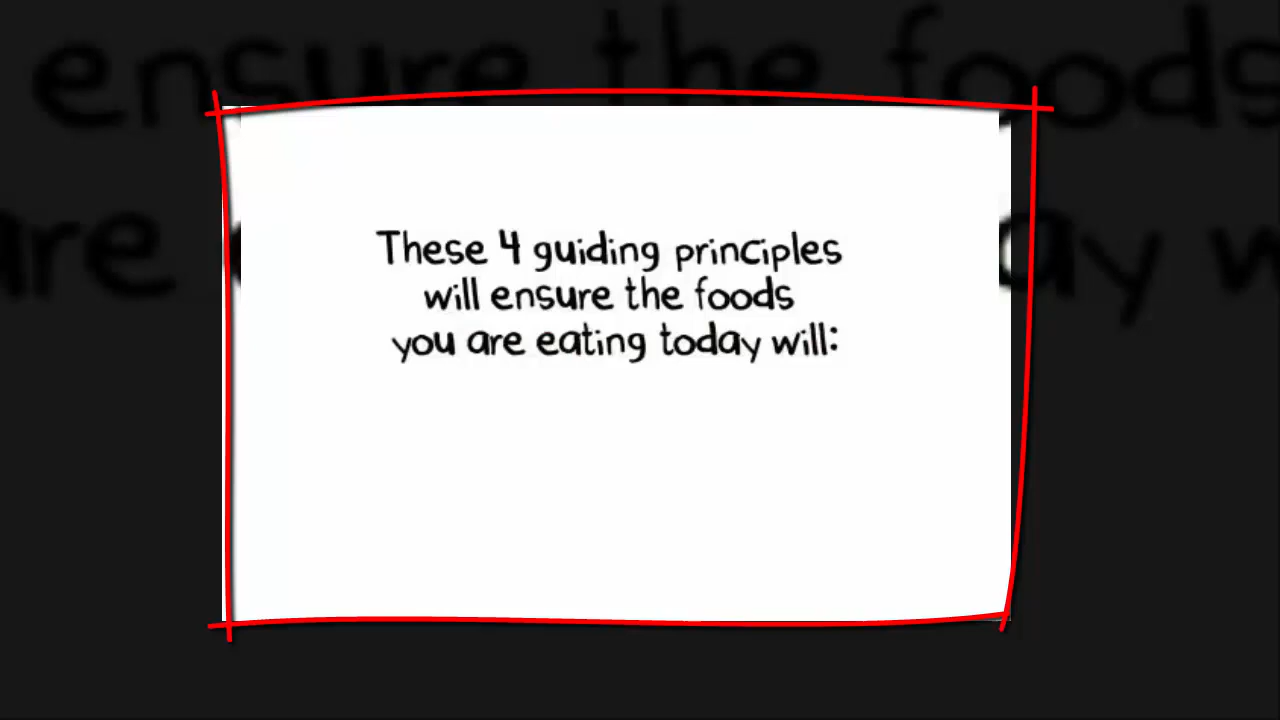 These 4 guiding principles
will ensure the foods
you are eating today will: